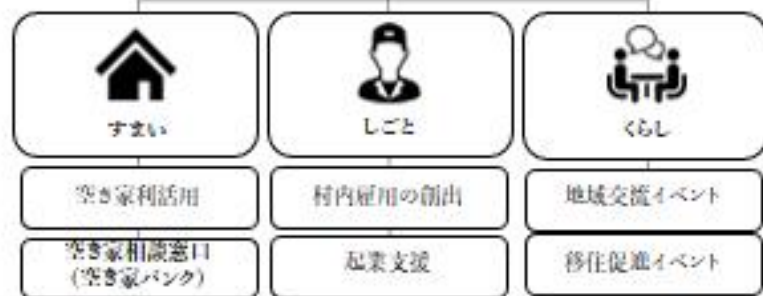 すまい
しごと
くらし
空き家利活用
村内雇用の創出
地域交流イベント
空き家相談窓口
(空き家バンク)
起業支援
移住促進イベント